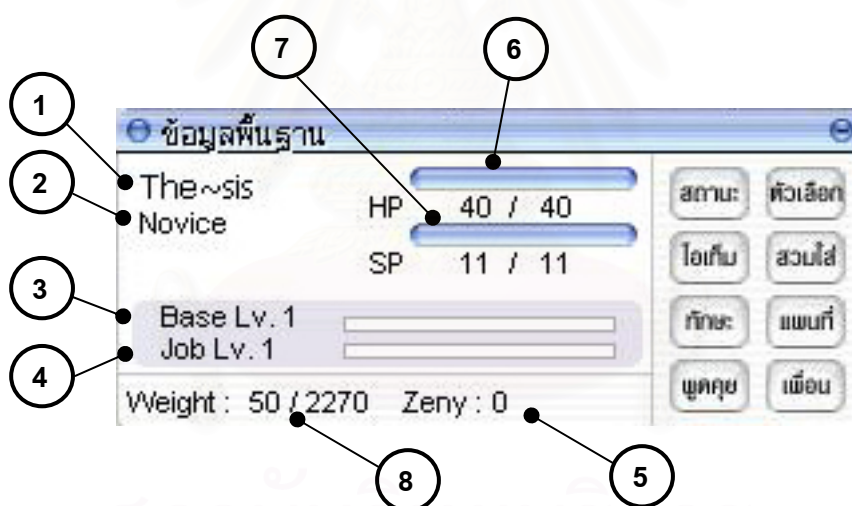 7
6
1
ข้อมูลพื้นฐาน
The~sis
2
Novice
HP 40 / 40
SP 11 / 11
สถานะ ตัวเลือก
ไอเท็ม สวมใส่
3
Base Lv. 1
4
Job Lv. 1
ทักษะ แผนที่
พูดคุย เพื่อน
Weight : 50 / 2270 Zeny : 0
8
5